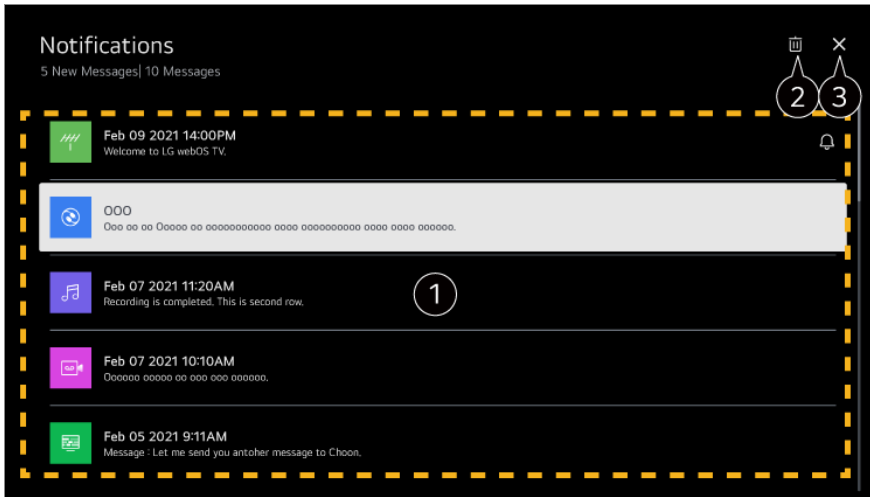 Notifications
5 New Messages| 10 Messages
2 3
Feb 09 2021 14:00PM
Welcome to LG webOS TV.
OOO
Ooo oo oo Ooooo oo ooooooooooo oooo oooooooooo oooo oooo oooooo.
Feb 07 2021 11:20AM
Recording is completed. This is second row.
1
Feb 07 2021 10:10AM
Oooooo ooooo oo ooo ooo oooooo.
Feb 05 2021 9:11AM
Message : Let me send you antoher message to Choon.